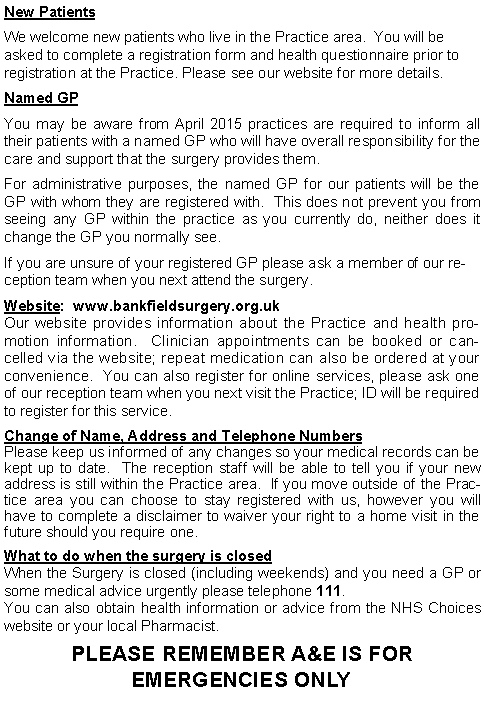 New Patients
We welcome new patients who live in the Practice area.  You will be
asked to complete a registration form and health questionnaire prior to
registration at the Practice. Please see our website for more details.
Named GP
You may be aware from April 2015 practices are required to inform all
their patients with a named GP who will have overall responsibility for the
care and support that the surgery provides them.
For administrative purposes, the named GP for our patients will be the
GP with whom they are registered with.  This does not prevent you from
seeing any GP within the practice as you currently do, neither does it
change the GP you normally see.
If you are unsure of your registered GP please ask a member of our re-
ception team when you next attend the surgery.
Website:  www.bankfieldsurgery.org.uk
Our website provides information about the Practice and health pro-
motion information.  Clinician appointments can be booked or can-
celled via the website; repeat medication can also be ordered at your
convenience.  You can also register for online services, please ask one
of our reception team when you next visit the Practice; ID will be required
to register for this service.
Change of Name, Address and Telephone Numbers
Please keep us informed of any changes so your medical records can be
kept up to date.  The reception staff will be able to tell you if your new
address is still within the Practice area.  If you move outside of the Prac-
tice area you can choose to stay registered with us, however you will
have to complete a disclaimer to waiver your right to a home visit in the
future should you require one.
What to do when the surgery is closed
When the Surgery is closed (including weekends) and you need a GP or
some medical advice urgently please telephone 111.
You can also obtain health information or advice from the NHS Choices
website or your local Pharmacist.
PLEASE REMEMBER A&E IS FOR
EMERGENCIES ONLY